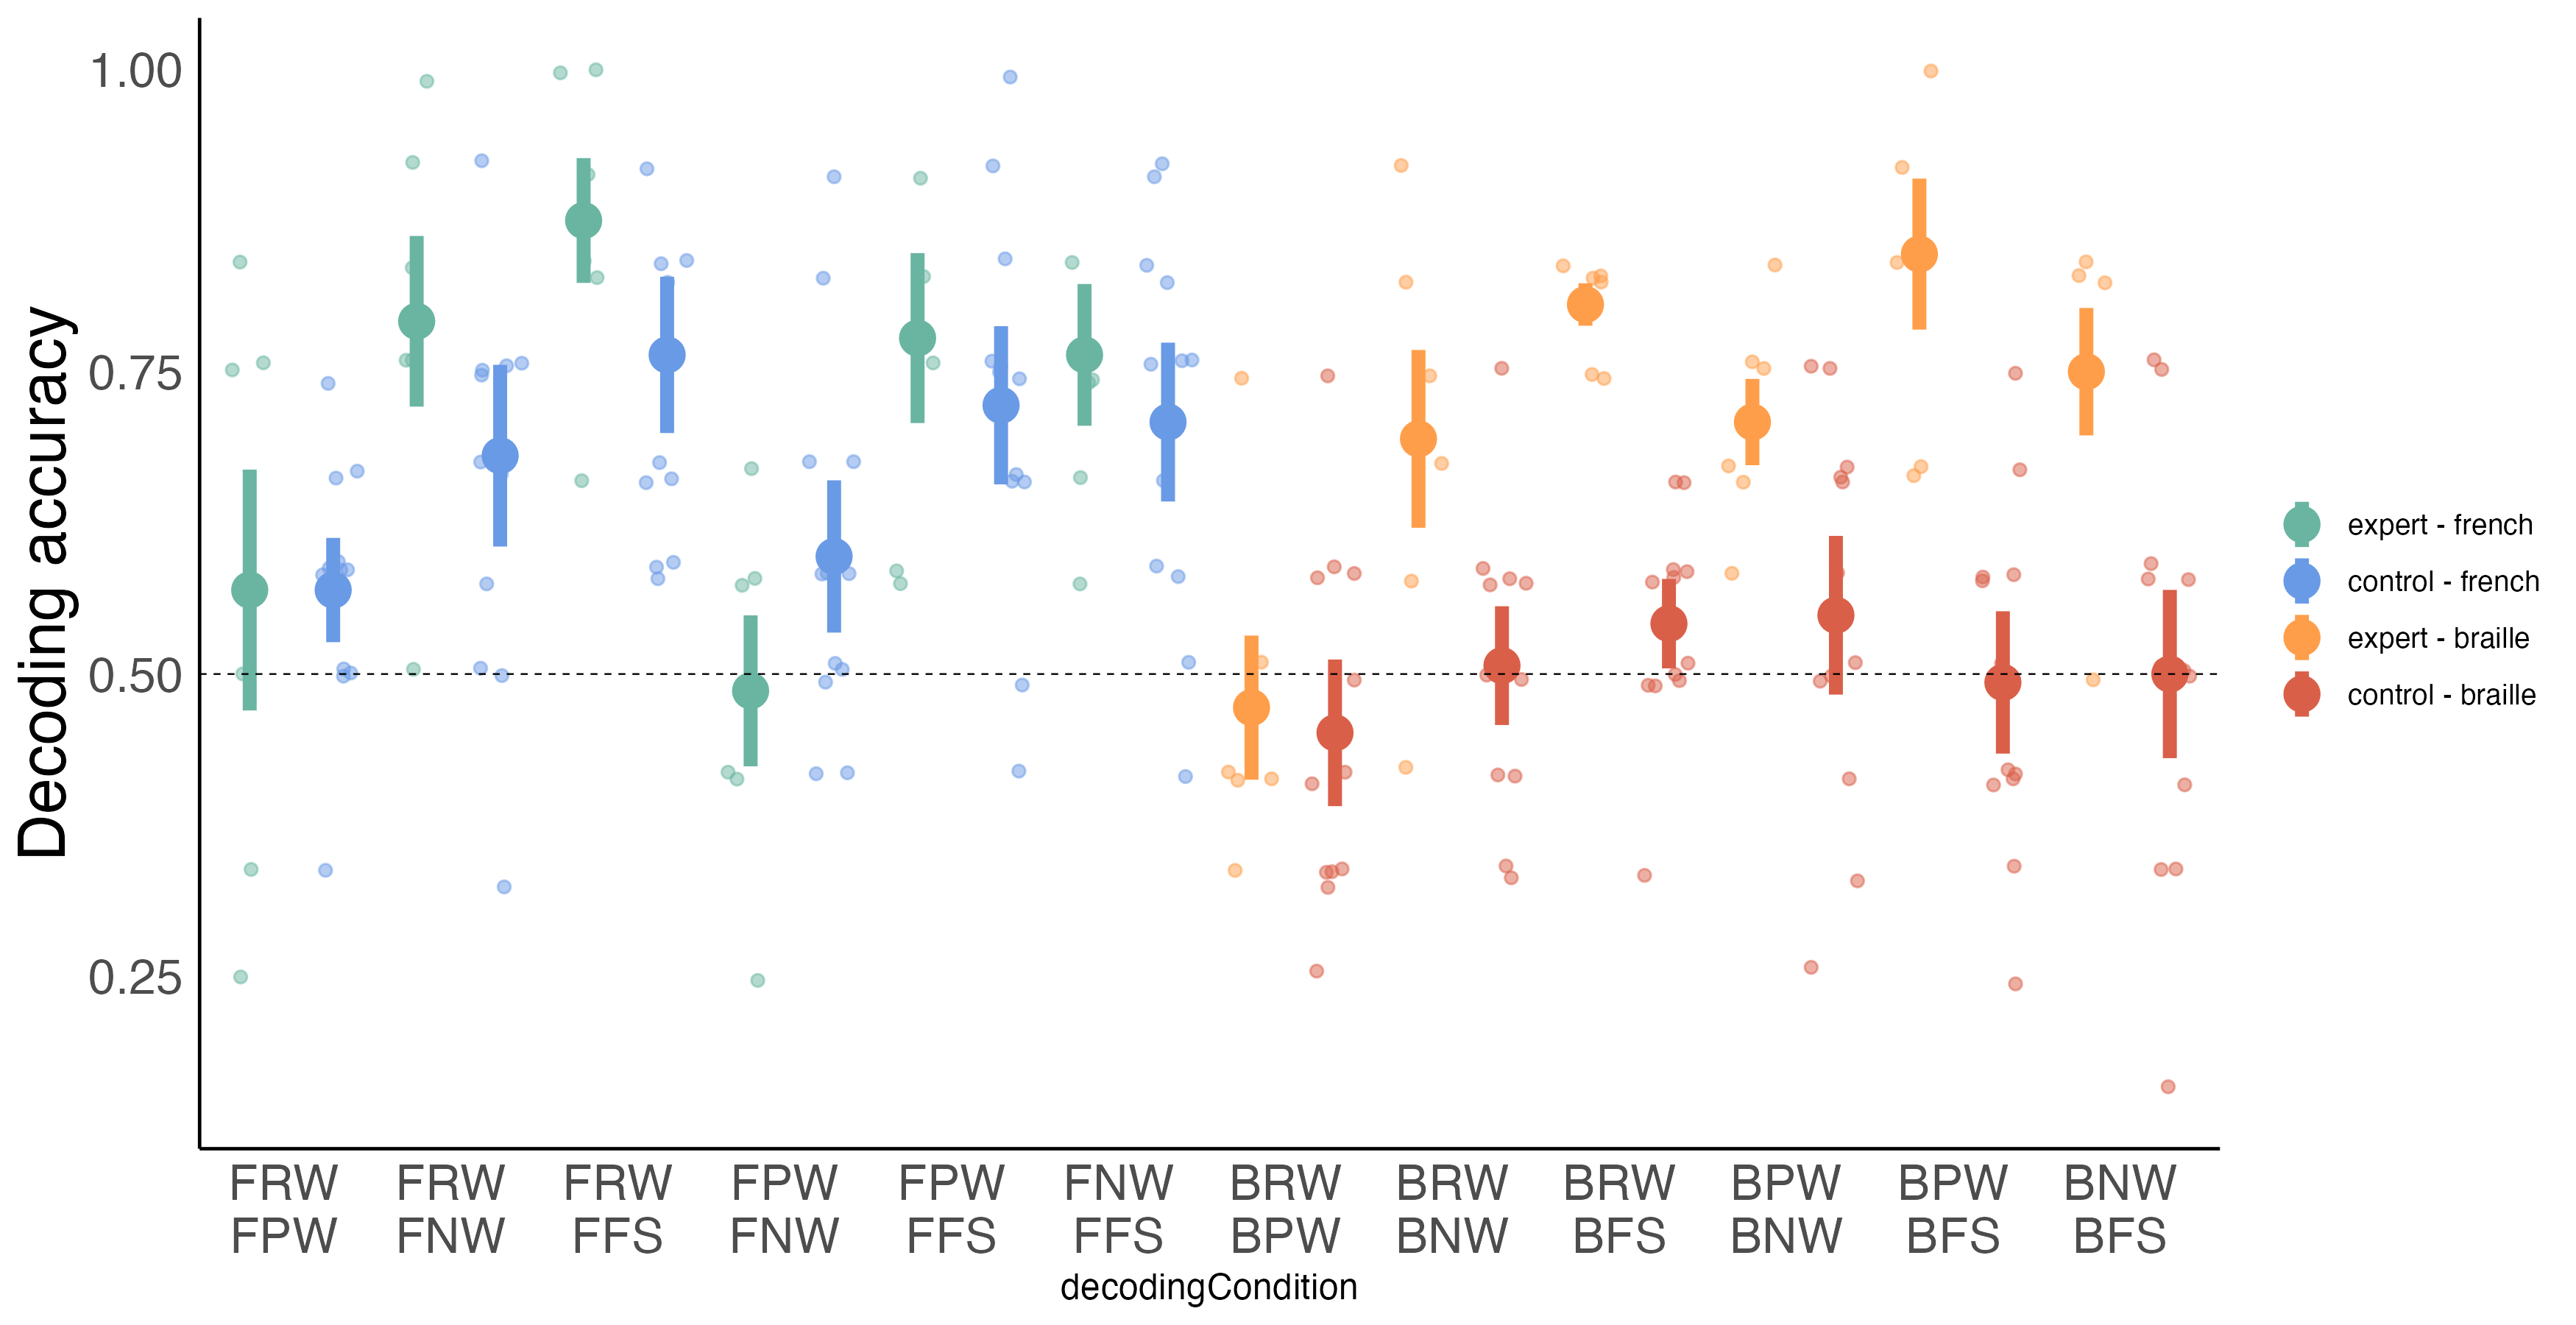 Decoding accuracy
1.00
0.75
0.50
0.25
FRW FRW FRW FPW FPW FNW BRW BRW BRW BPW BPW BNW
FPW FNW FFS FNW FFS FFS BPW BNW BFS BNW BFS BFS
decodingCondition
expert - french
control - french
expert - braille
control - braille